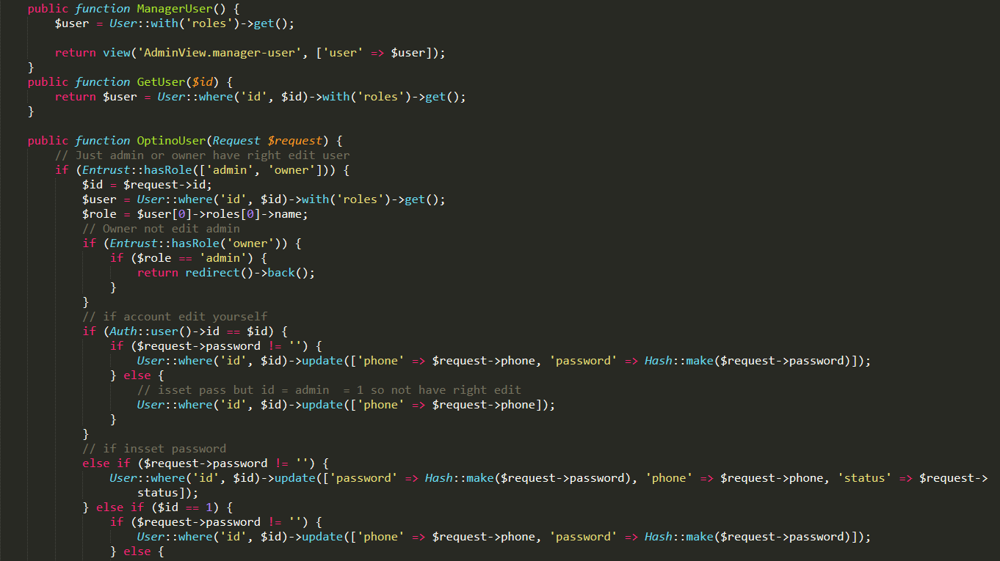 public function ManagerUser() {
    $user = User::with('roles')->get();

    return view('AdminView.manager-user', ['user' => $user]);
}
public function GetUser($id) {
    return $user = User::where('id', $id)->with('roles')->get();
}

public function OptinoUser(Request $request) {
    // Just admin or owner have right edit user
    if (Entrust::hasRole(['admin', 'owner'])) {
        $id = $request->id;
        $user = User::where('id', $id)->with('roles')->get();
        $role = $user[0]->roles[0]->name;
        // Owner not edit admin
        if (Entrust::hasRole('owner')) {
            if ($role == 'admin') {
                return redirect()->back();
            }
        }
        // if account edit yourself
        if (Auth::user()->id == $id) {
            if ($request->password != '') {
                User::where('id', $id)->update(['phone' => $request->phone, 'password' => Hash::make($request->password)]);
            } else {
                // isset pass but id = admin  = 1 so not have right edit
                User::where('id', $id)->update(['phone' => $request->phone]);
            }
        }
        // if insset password
        else if ($request->password != '') {
            User::where('id', $id)->update(['password' => Hash::make($request->password), 'phone' => $request->phone, 'status' => $request->
                status]);
        } else if ($id == 1) {
            if ($request->password != '') {
                User::where('id', $id)->update(['phone' => $request->phone, 'password' => Hash::make($request->password)]);
            } else {